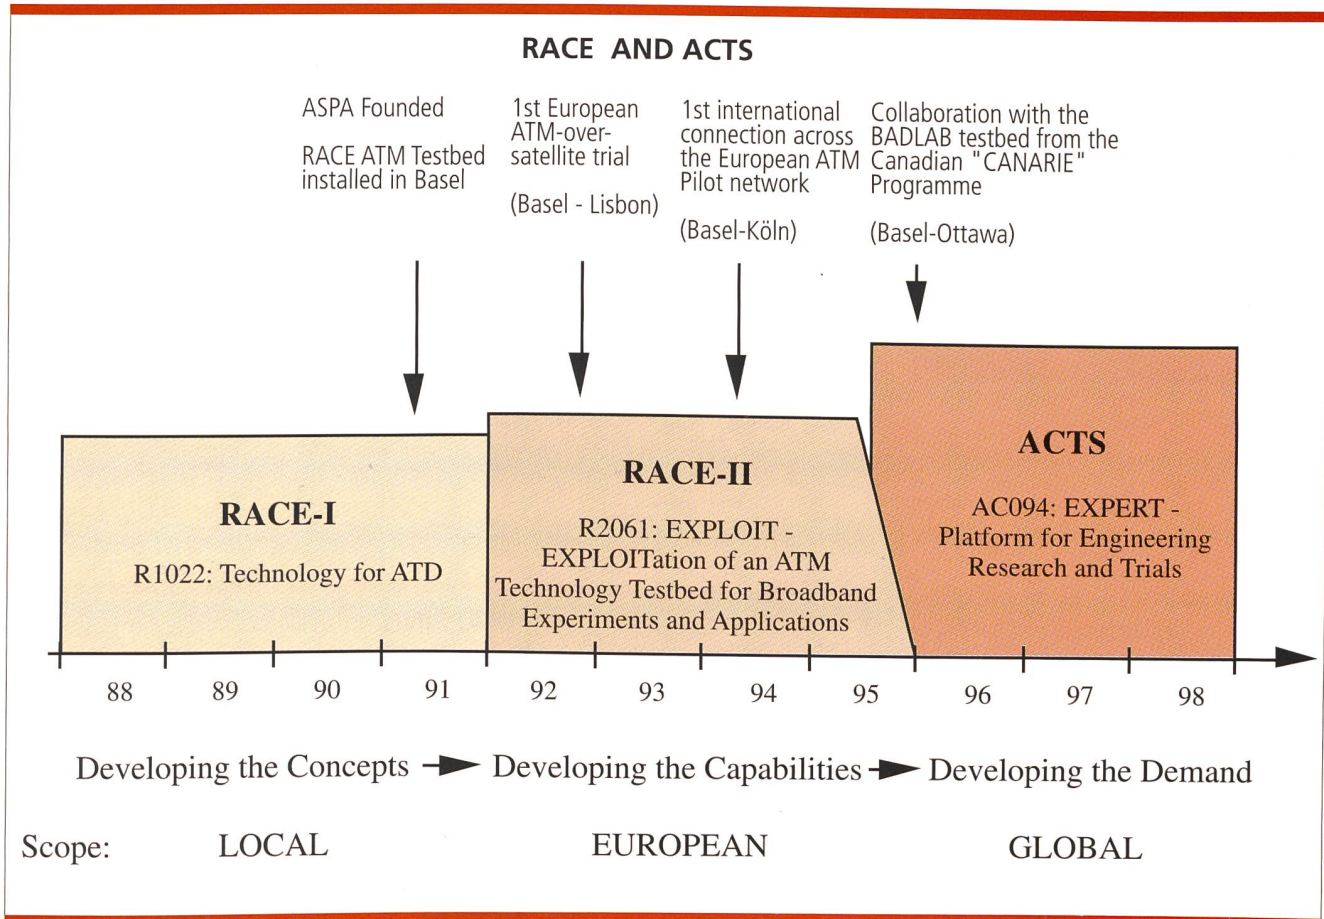 RACE AND ACTS
ASPA Founded
RACE ATM Testbed
installed in Basel
1st European
ATM-over-
satellite trial
(Basel - Lisbon)
1st international
connection across
the European ATM
Pilot network
(Basel-Köln)
Collaboration with the
BADLAB testbed from the
Canadian "CANARIE"
Programme
(Basel-Ottawa)
RACE-I
R1022: Technology for ATD
RACE-II
R2061: EXPLOIT -
EXPLOITation of an ATM
Technology Testbed for Broadband
Experiments and Applications
ACTS
AC094: EXPERT -
Platform for Engineering
Research and Trials
88 89 90 91 92 93 94 95 96 97 98
Developing the Concepts Developing the Capabilities Developing the Demand
Scope: LOCAL EUROPEAN GLOBAL